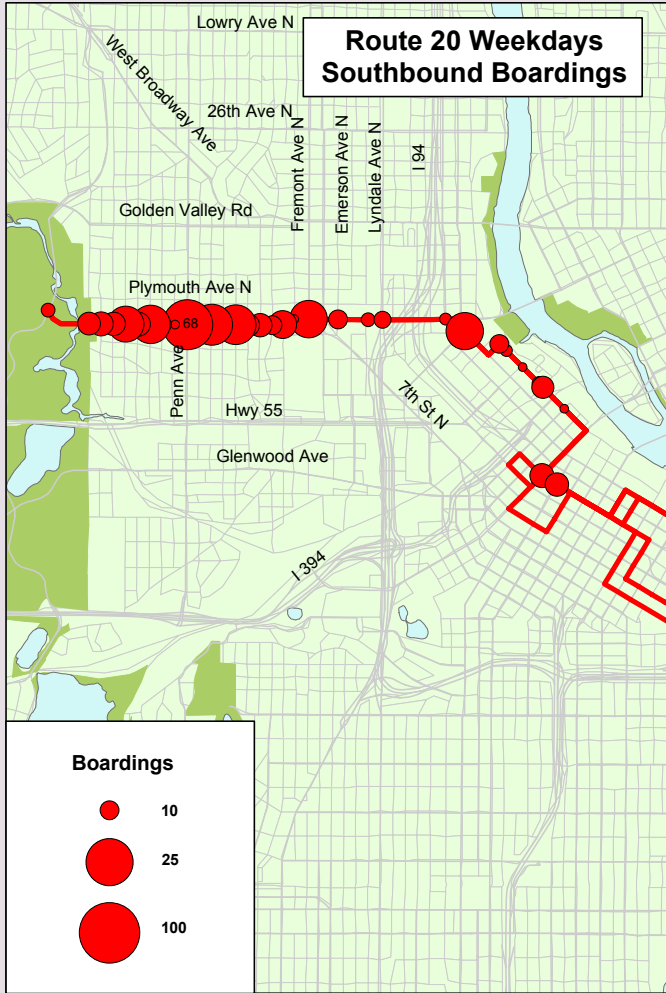 Route 20 Weekdays
Southbound Boardings
Lowry Ave N
West Broadway Ave
26th Ave N
Fremont Ave N
Emerson Ave N
Lyndale Ave N
I 94
Golden Valley Rd
Plymouth Ave N
68
Penn Ave
7th St N
Hwy 55
Glenwood Ave
I 394
Boardings
10
25
100